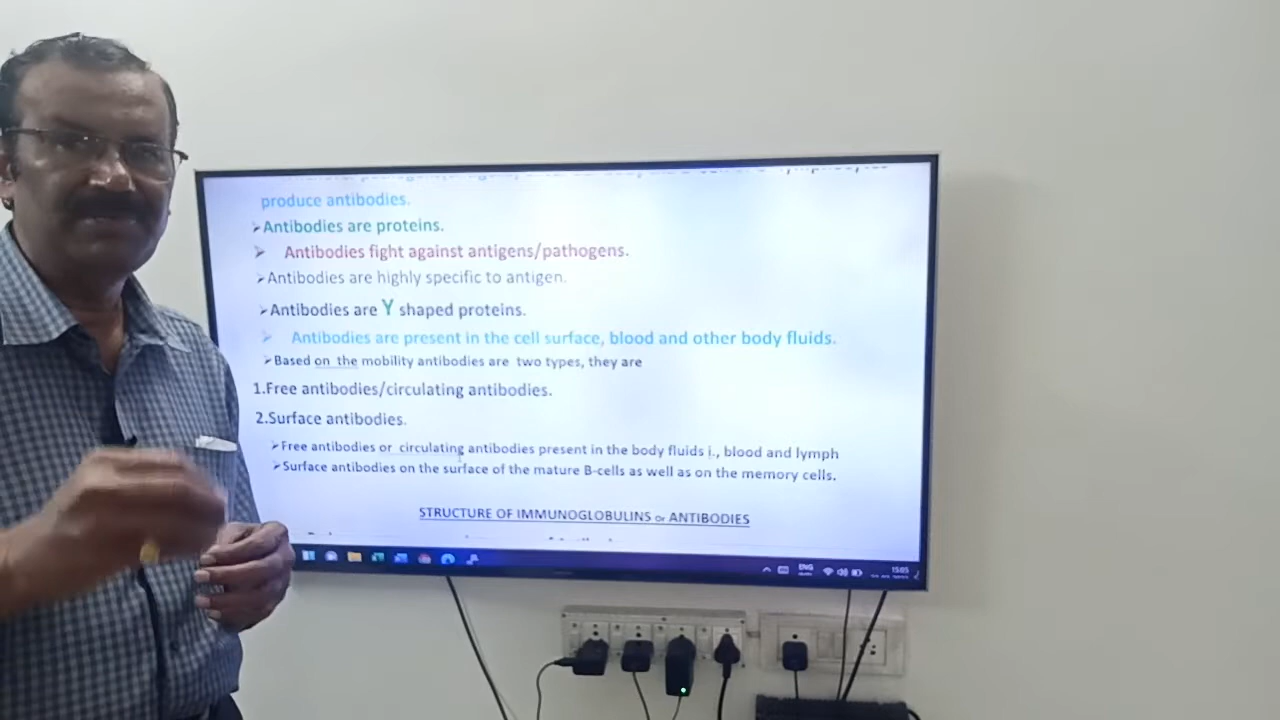 produce antibodies.
➢Antibodies are proteins.
➢ Antibodies fight against antigens/pathogens.
➢Antibodies are highly specific to antigen.
➢Antibodies are Y shaped proteins.
➢ Antibodies are present in the cell surface, blood and other body fluids.
➢Based on the mobility antibodies are two types, they are
1.Free antibodies/circulating antibodies.
2.Surface antibodies.
➢Free antibodies or circulating antibodies present in the body fluids i., blood and lymph
➢Surface antibodies on the surface of the mature B-cells as well as on the memory cells.
STRUCTURE OF IMMUNOGLOBULINS or ANTIBODIES
ENG
15:05